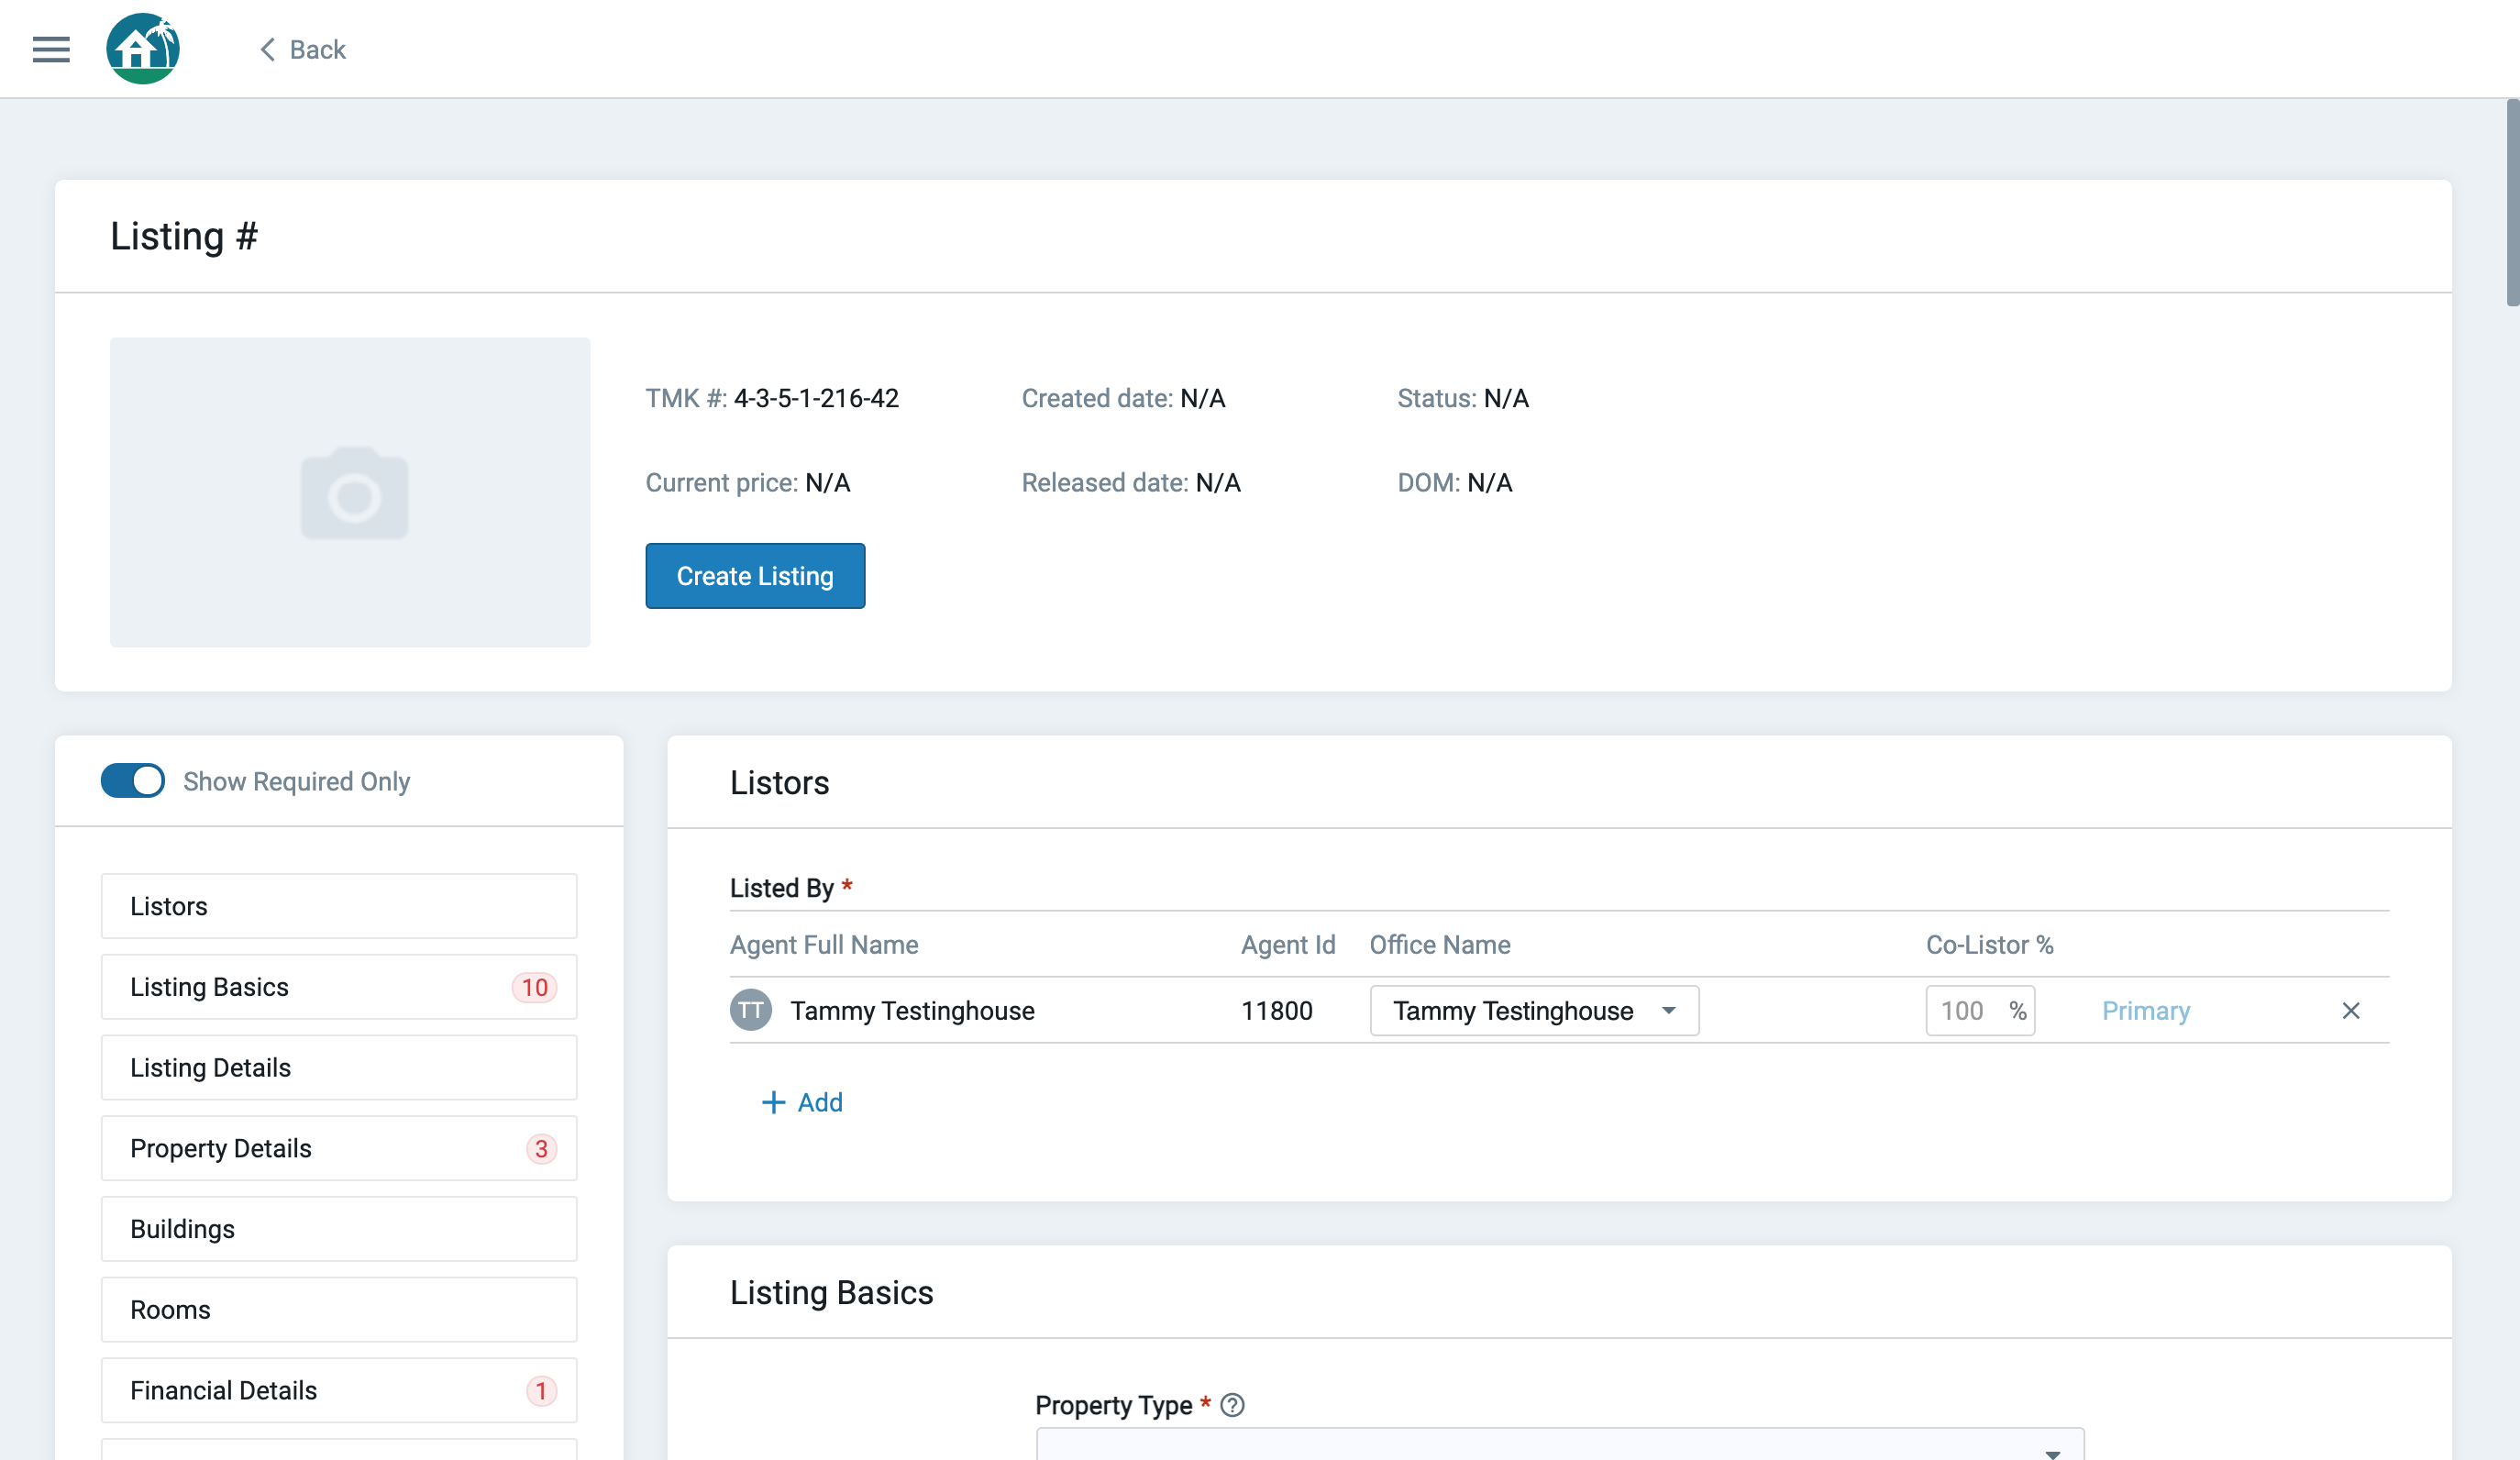 Back
Listing #
TMK #: 4-3-5-1-216-42
Created date: N/A
Status: N/A
Current price: N/A
Released date: N/A
DOM: N/A
Create Listing
Show Required Only
Listors
Listing Basics 10
Listing Details
Property Details 3
Buildings
Rooms
Financial Details 1
Listors
Listed By *
Agent Full Name Agent Id Office Name Co-Listor %
TT Tammy Testinghouse 11800 Tammy Testinghouse 100 % Primary
+ Add
Listing Basics
Property Type * ?